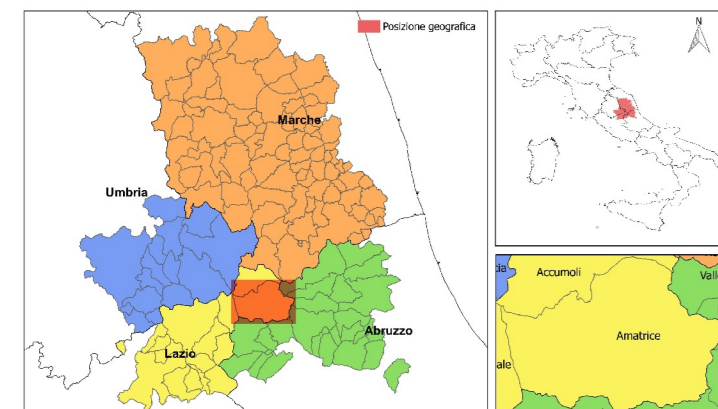 Posizione geografica
N
Marche
Umbria
Lazio
Abruzzo
Accumoli
Amatrice